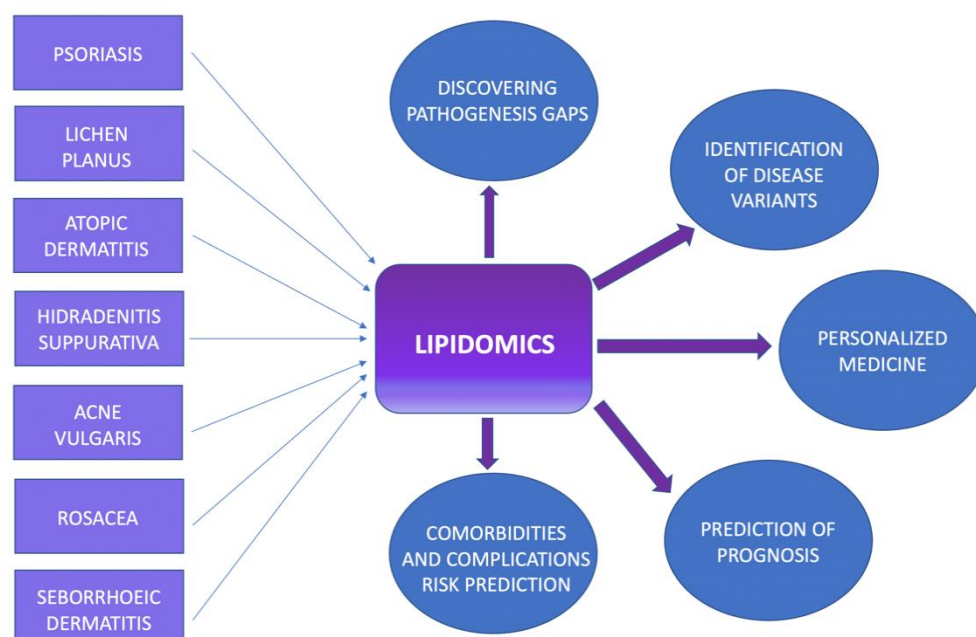 PSORIASIS
LICHEN
PLANUS
ATOPIC
DERMATITIS
HIDRADENITIS
SUPPURATIVA
ACNE
VULGARIS
ROSACEA
SEBORRHOEIC
DERMATITIS
LIPIDOMICS
DISCOVERING
PATHOGENESIS GAPS
IDENTIFICATION
OF DISEASE
VARIANTS
PERSONALIZED
MEDICINE
PREDICTION OF
PROGNOSIS
COMORBIDITIES
AND COMPLICATIONS
RISK PREDICTION